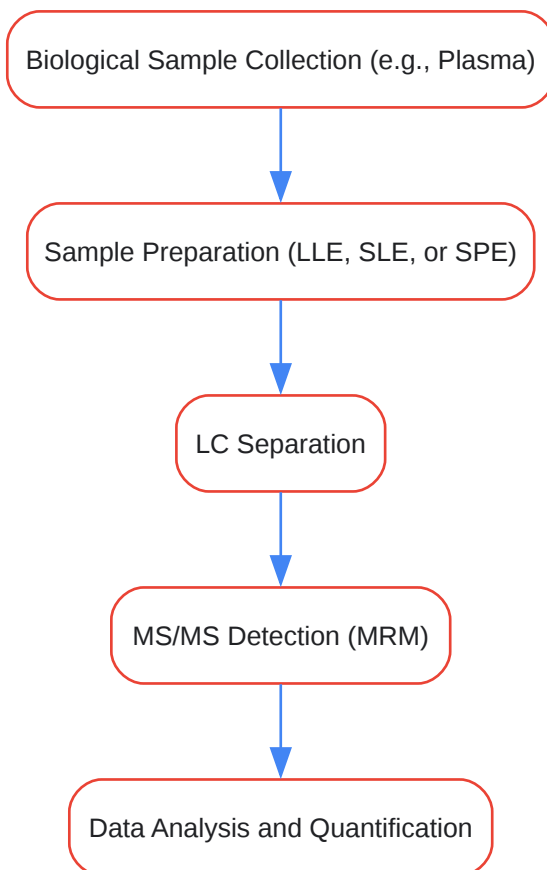 Biological Sample Collection (e.g., Plasma)
Sample Preparation (LLE, SLE, or SPE)
LC Separation
MS/MS Detection (MRM)
Data Analysis and Quantification